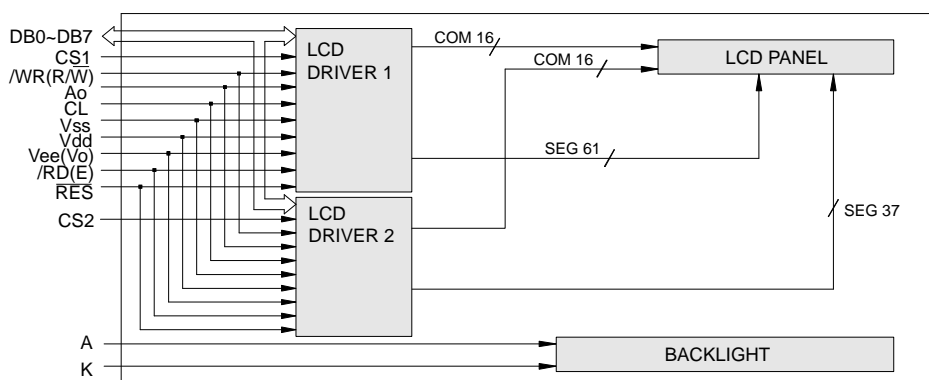 DB0~DB7
CS1
/WR(R/W̅)
Ao
CL
Vss
Vdd
Vee(Vo)
/RD(E)
R̅E̅S̅
CS2
A
K
LCD
DRIVER 1
LCD
DRIVER 2
COM 16
COM 16
SEG 61
LCD PANEL
SEG 37
BACKLIGHT